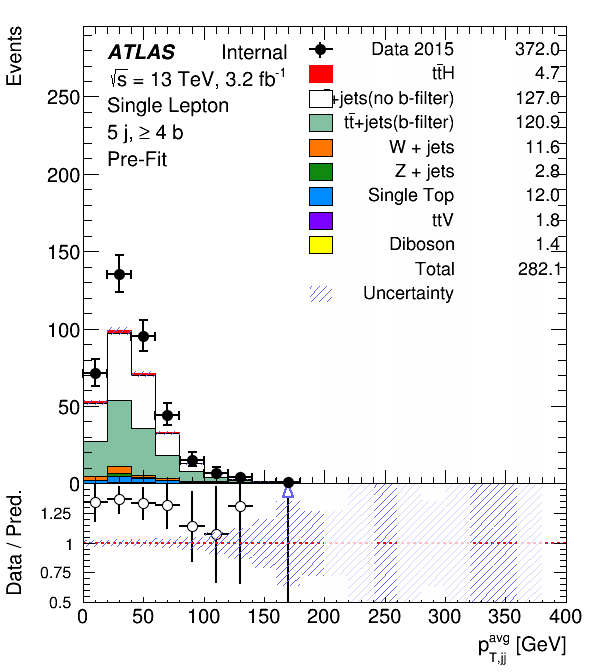 Events
ATLAS Internal
√s = 13 TeV, 3.2 fb⁻¹
Single Lepton
5 j, ≥ 4 b
Pre-Fit
Data 2015 372.0
tt̄H 4.7
+jets(no b-filter) 127.0
tt̄+jets(b-filter) 120.9
W + jets 11.6
Z + jets 2.8
Single Top 12.0
ttV 1.8
Diboson 1.4
Total 282.1
Uncertainty
250
200
150
100
50
0
Data / Pred.
1.25
1
0.75
0.5
0 50 100 150 200 250 300 350 400
p_{T,jj}^{avg} [GeV]